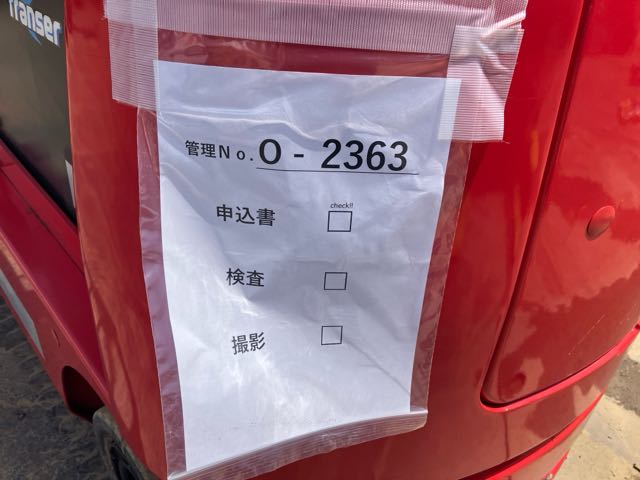 Transer
管理No. O - 2363
check!!
申込書 □
検査 □
撮影 □